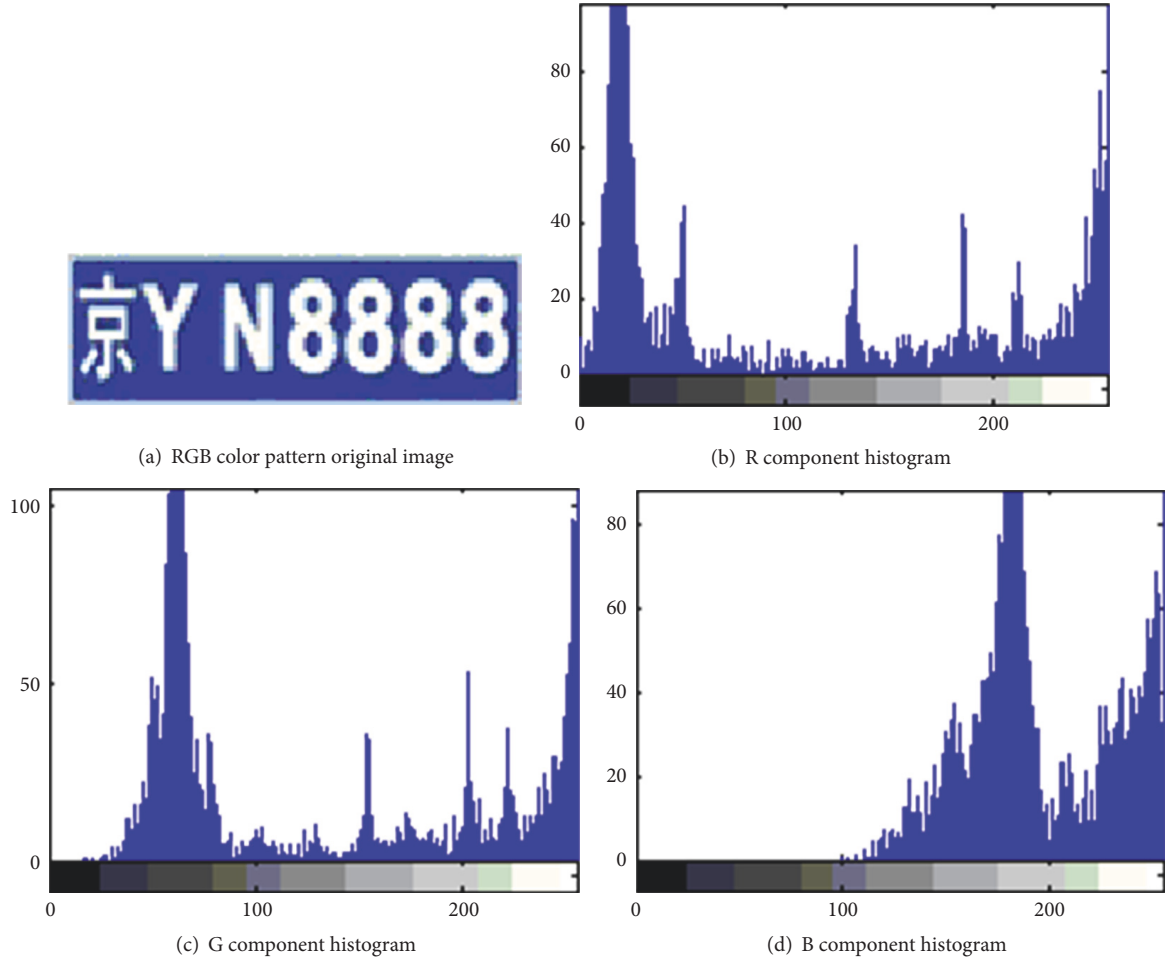 京Y N8888
(a) RGB color pattern original image
80
60
40
20
0
0 100 200
(b) R component histogram
100
50
0
0 100 200
(c) G component histogram
80
60
40
20
0
0 100 200
(d) B component histogram